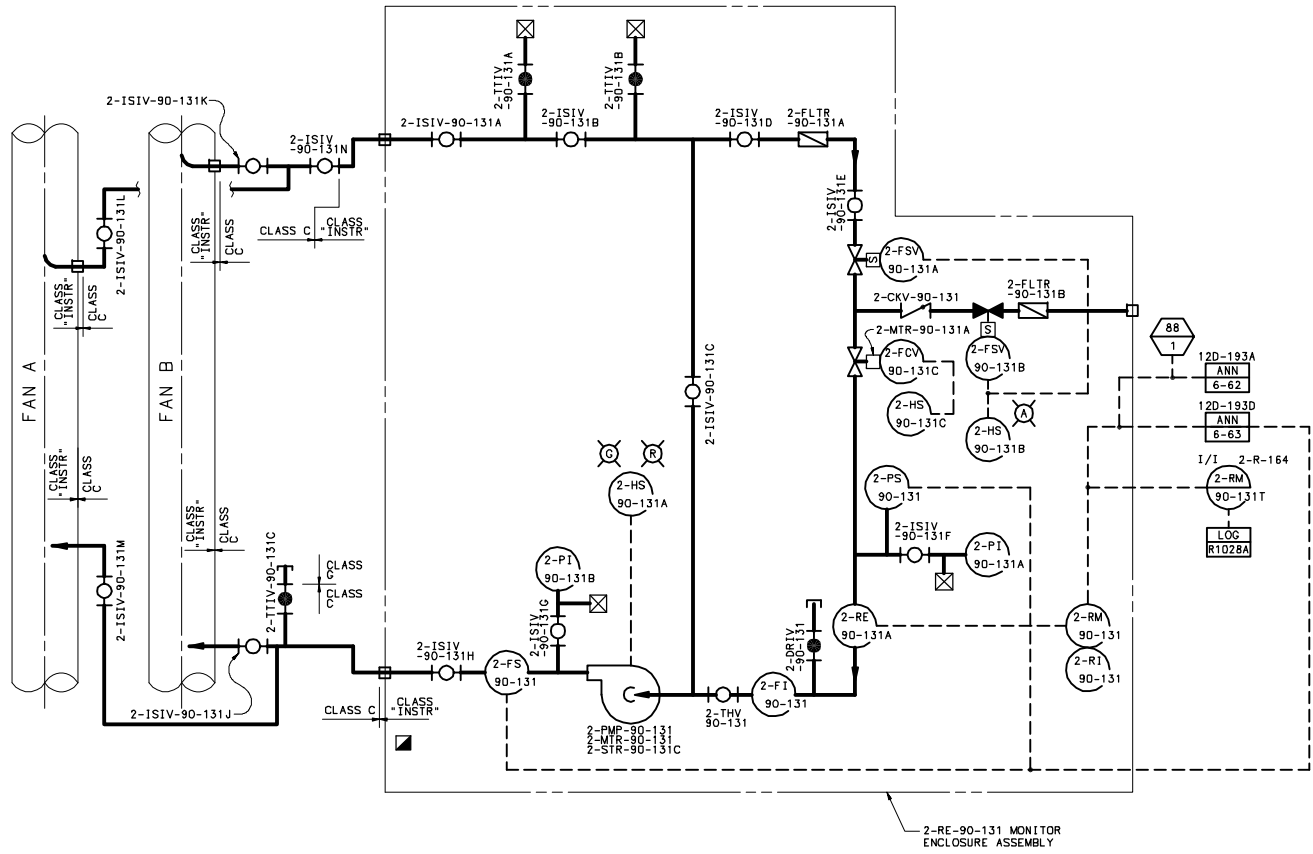 2-ISIV-90-131K
2-ISIV
-90-131N
2-ISIV-90-131A
2-TTIV
-90-131A
2-ISIV
-90-131B
2-TTIV
-90-131B
2-ISIV
-90-131D
2-FLTR
-90-131A
2-ISIV
-90-131E
2-ISIV-90-131L
CLASS
"INSTR"
CLASS
C
CLASS
"INSTR"
CLASS
C
CLASS C
CLASS
"INSTR"
S
2-FSV
90-131A
2-CKV-90-131
2-FLTR
-90-131B
S
2-FSV
90-131B
2-MTR-90-131A
2-FCV
90-131C
2-HS
90-131C
2-HS
90-131B
A
88
1
12D-193A
ANN
6-62
12D-193D
ANN
6-63
I/I
2-R-164
2-RM
90-131T
LOG
R1028A
FAN A
FAN B
2-ISIV-90-131C
G
R
2-HS
90-131A
2-PS
90-131
2-ISIV
-90-131F
2-PI
90-131A
CLASS
"INSTR"
CLASS
C
CLASS
"INSTR"
CLASS
C
2-ISIV-90-131M
2-TTIV-90-131C
CLASS
G
CLASS
C
2-PI
90-131B
2-ISIV
-90-131G
2-RE
90-131A
2-RM
90-131
2-RI
90-131
2-DRIV
-90-131
2-ISIV
-90-131H
2-FS
90-131
2-FI
90-131
2-THV
90-131
2-ISIV-90-131J
CLASS C
CLASS
"INSTR"
2-PMP-90-131
2-MTR-90-131
2-STR-90-131C
2-RE-90-131 MONITOR
ENCLOSURE ASSEMBLY